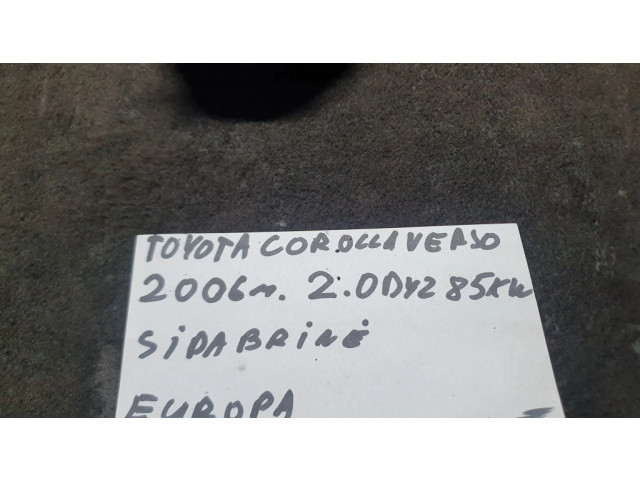 TOYOTA COROLLA VERSO
2006m. 2.0DYZ 85KW
SIDABRINĖ
EUROPA